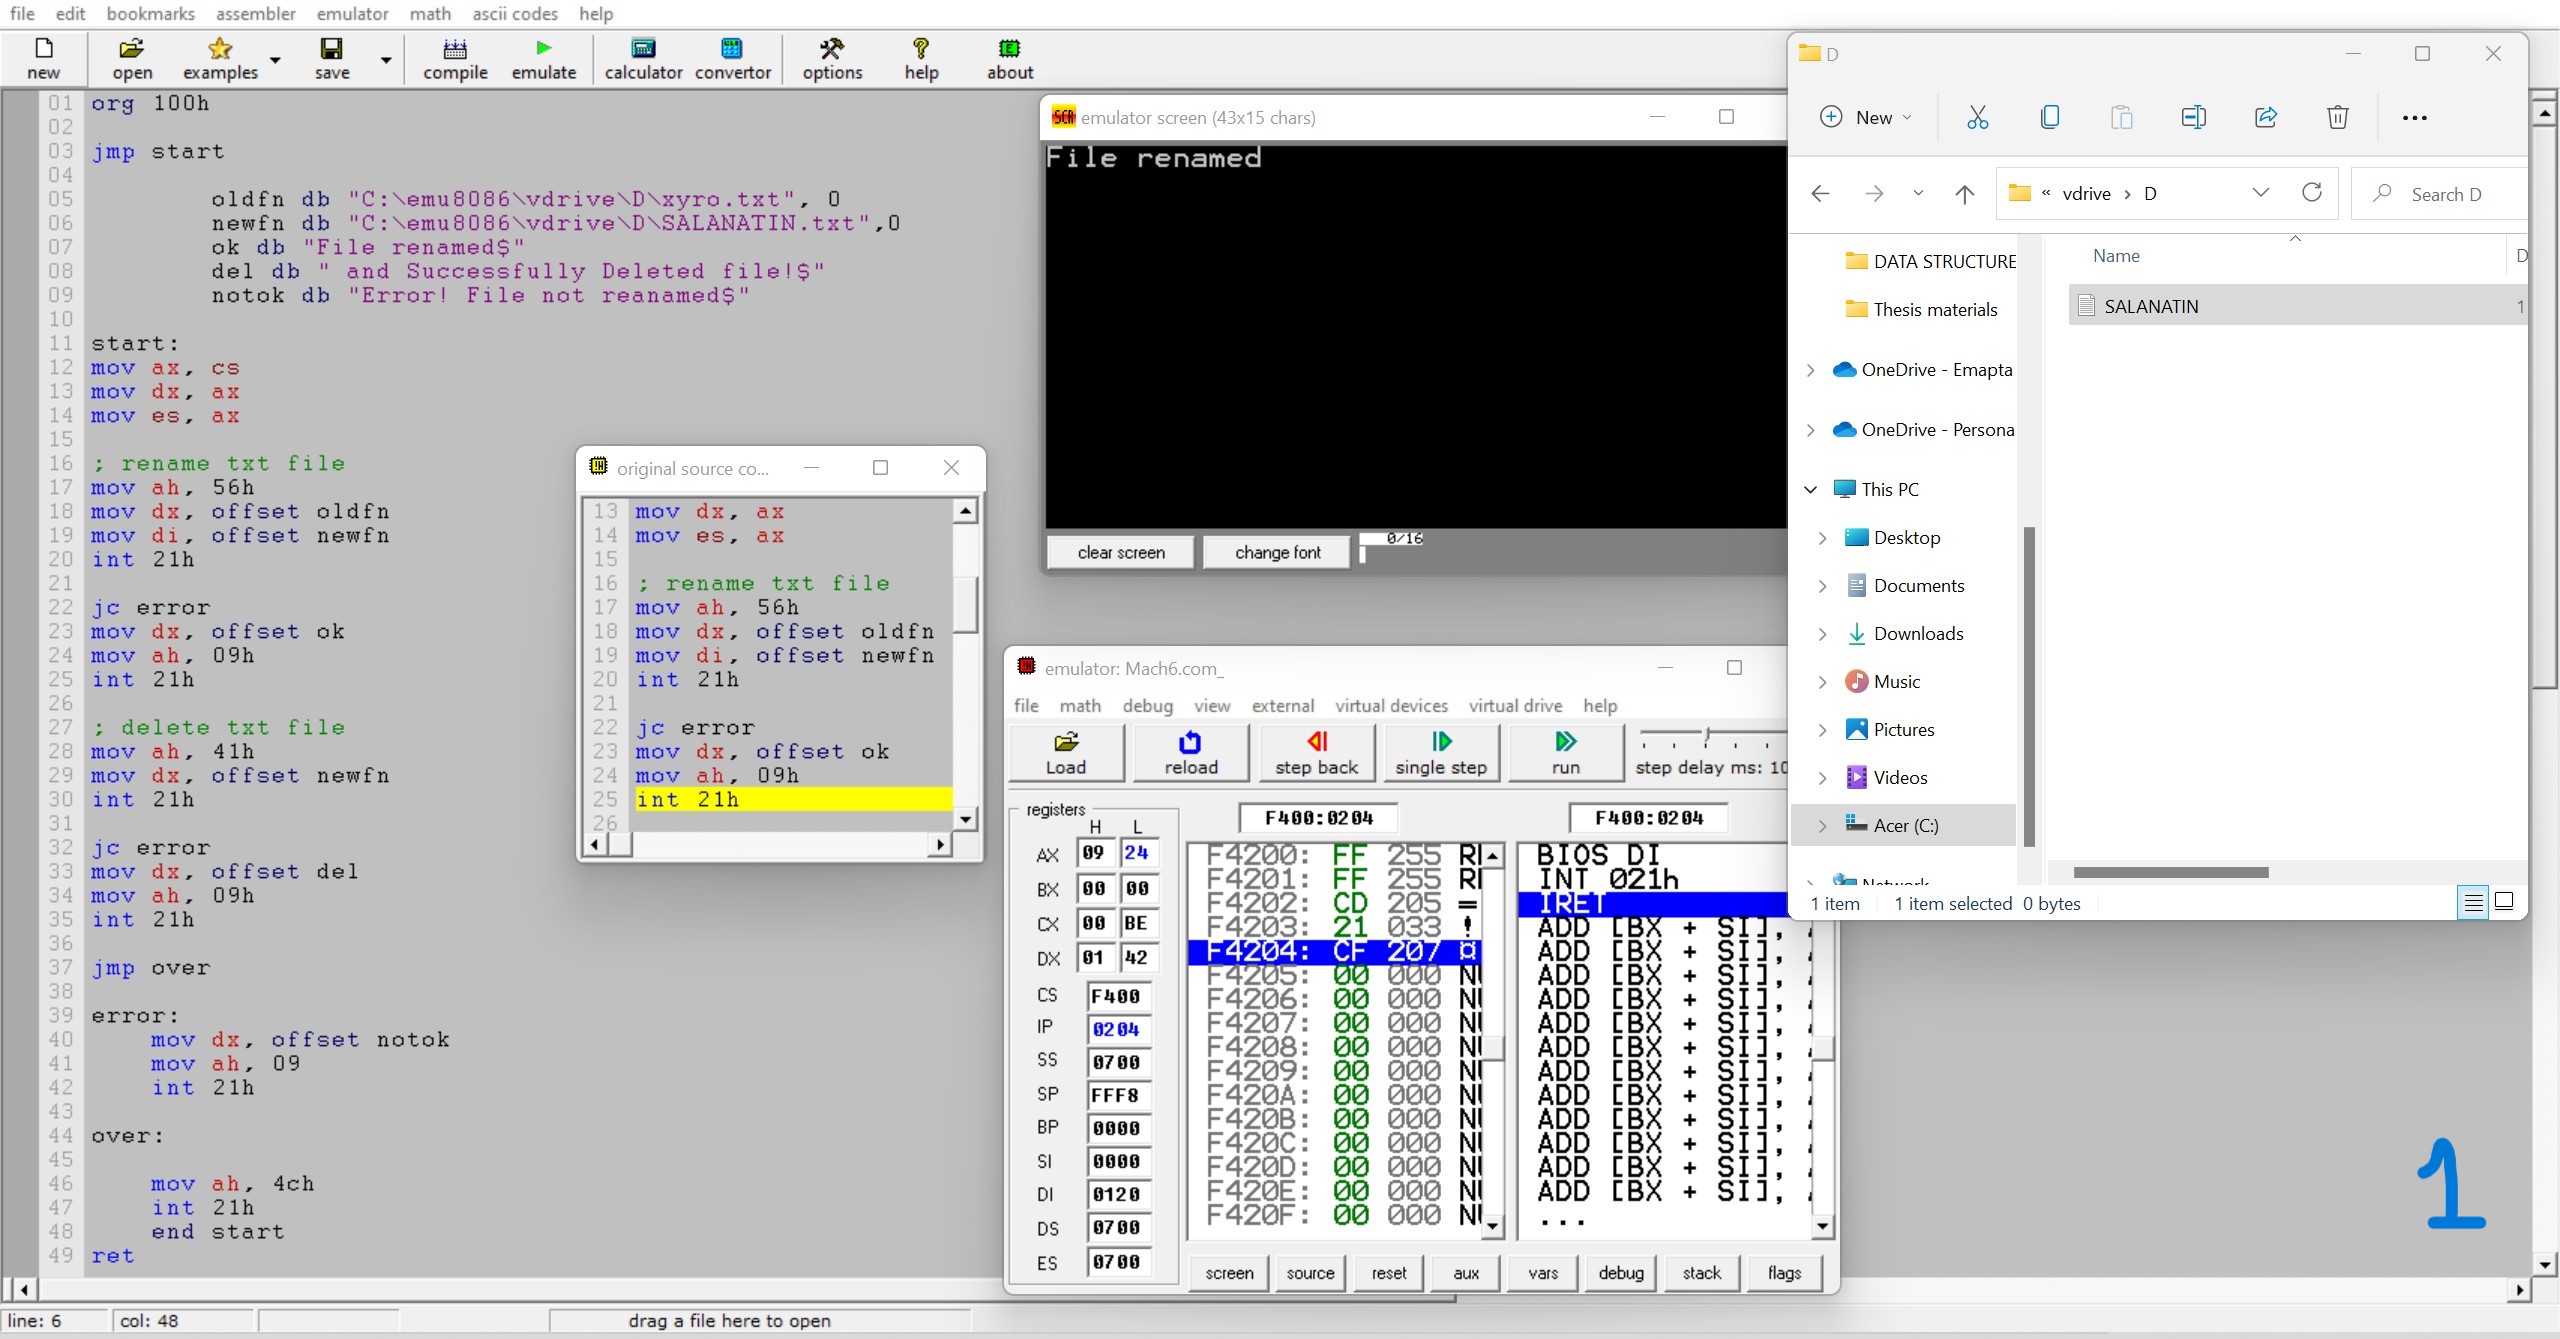 file edit bookmarks assembler emulator math ascii codes help
new open examples save compile emulate calculator convertor options help about
01 org 100h
02
03 jmp start
04
05 oldfn db "C:\emu8086\vdrive\D\xyro.txt", 0
06 newfn db "C:\emu8086\vdrive\D\SALANATIN.txt",0
07 ok db "File renamed$"
08 del db " and Successfully Deleted file!$"
09 notok db "Error! File not reanamed$"
10
11 start:
12 mov ax, cs
13 mov dx, ax
14 mov es, ax
15
16 ; rename txt file
17 mov ah, 56h
18 mov dx, offset oldfn
19 mov di, offset newfn
20 int 21h
21
22 jc error
23 mov dx, offset ok
24 mov ah, 09h
25 int 21h
26
27 ; delete txt file
28 mov ah, 41h
29 mov dx, offset newfn
30 int 21h
31
32 jc error
33 mov dx, offset del
34 mov ah, 09h
35 int 21h
36
37 jmp over
38
39 error:
40 mov dx, offset notok
41 mov ah, 09
42 int 21h
43
44 over:
45
46 mov ah, 4ch
47 int 21h
48 end start
49 ret
line: 6 col: 48 drag a file here to open
original source co...
13 mov dx, ax
14 mov es, ax
15
16 ; rename txt file
17 mov ah, 56h
18 mov dx, offset oldfn
19 mov di, offset newfn
20 int 21h
21
22 jc error
23 mov dx, offset ok
24 mov ah, 09h
25 int 21h
26
SCR emulator screen (43x15 chars)
File renamed
clear screen change font 0/16
emulator: Mach6.com_
file math debug view external virtual devices virtual drive help
Load reload step back single step run step delay ms: 10
registers F400:0204 F400:0204
H L
AX 09 24
BX 00 00
CX 00 BE
DX 01 42
CS F400
IP 0204
SS 0700
SP FFF8
BP 0000
SI 0000
DI 0120
DS 0700
ES 0700
F4200: FF 255
F4201: FF 255
F4202: CD 205 =
F4203: 21 033 !
F4204: CF 207 ¤
F4205: 00 000
F4206: 00 000
F4207: 00 000
F4208: 00 000
F4209: 00 000
F420A: 00 000
F420B: 00 000
F420C: 00 000
F420D: 00 000
F420E: 00 000
F420F: 00 000
BIOS DI
INT 021h
IRET
ADD [BX + SI],
ADD [BX + SI],
ADD [BX + SI],
ADD [BX + SI],
ADD [BX + SI],
ADD [BX + SI],
ADD [BX + SI],
ADD [BX + SI],
ADD [BX + SI],
ADD [BX + SI],
ADD [BX + SI],
ADD [BX + SI],
...
screen source reset aux vars debug stack flags
D
New
« vdrive > D Search D
Name D
SALANATIN 1
DATA STRUCTURE
Thesis materials
OneDrive - Emapta
OneDrive - Persona
This PC
Desktop
Documents
Downloads
Music
Pictures
Videos
Acer (C:)
1 item 1 item selected 0 bytes
1